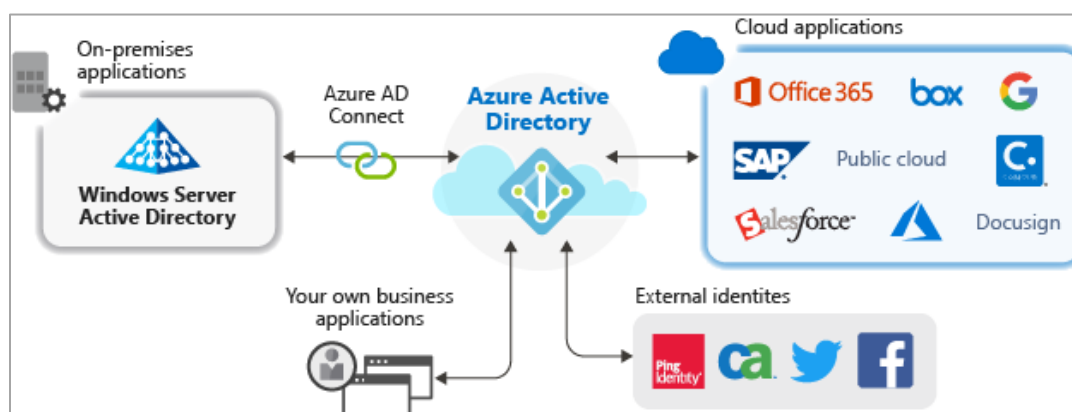 On-premises
applications
Windows Server
Active Directory
Azure AD
Connect
Azure Active
Directory
Cloud applications
Office 365
box
G
SAP
Public cloud
C.
salesforce
Docusign
Your own business
applications
External identites
Ping
Identity
ca
f